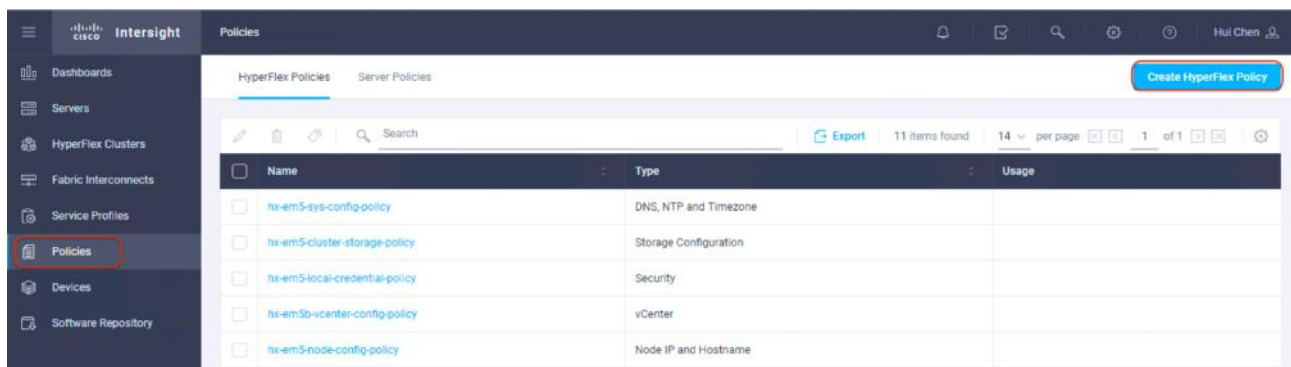 cisco Intersight
Policies
Hui Chen
Dashboards
Servers
HyperFlex Clusters
Fabric Interconnects
Service Profiles
Policies
Devices
Software Repository
HyperFlex Policies Server Policies
Create HyperFlex Policy
Search
Export 11 items found 14 per page 1 of 1
Name Type Usage
hx-em5-sys-config-policy DNS, NTP and Timezone
hx-em5-cluster-storage-policy Storage Configuration
hx-em5-local-credential-policy Security
hx-em5b-vcenter-config-policy vCenter
hx-em5-node-config-policy Node IP and Hostname